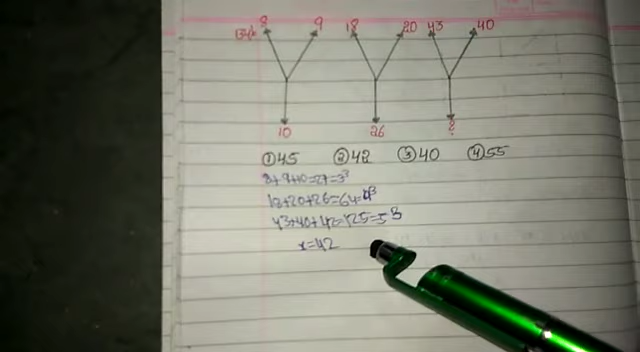 8 9 18 20 43 40
10 26 ?
①45 ②42 ③40 ④55
8+9+10=27=3³
18+20+26=64=4³
43+40+42=125=5³
x=42